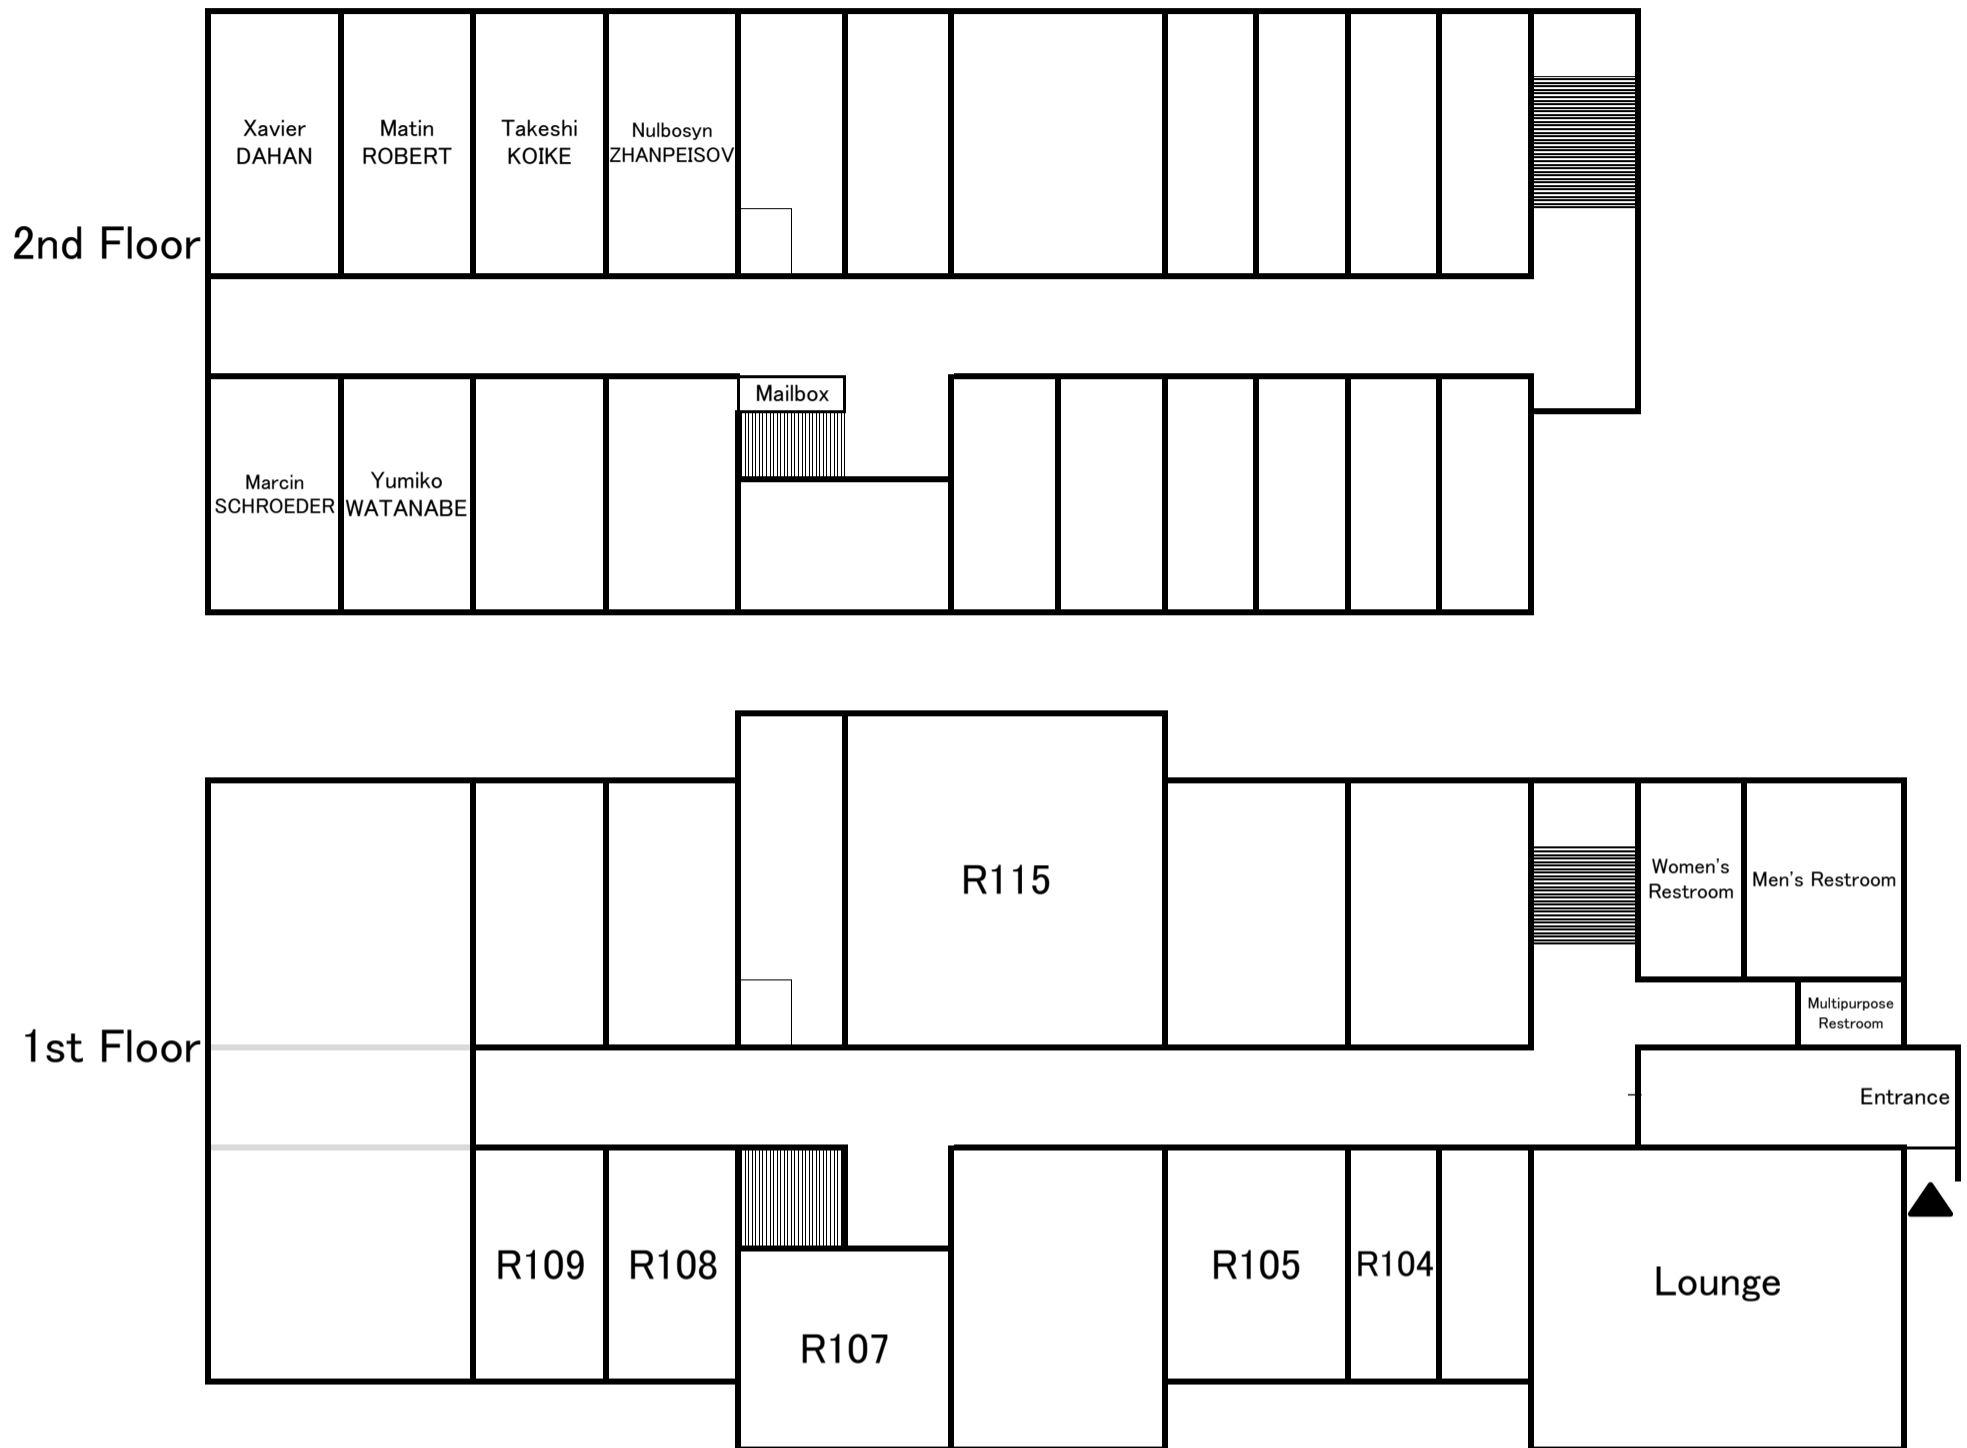 Xavier
DAHAN
Matin
ROBERT
Takeshi
KOIKE
Nulbosyn
ZHANPEISOV
2nd Floor
Mailbox
Marcin
SCHROEDER
Yumiko
WATANABE
R115
Women's
Restroom
Men's Restroom
Multipurpose
Restroom
1st Floor
Entrance
R109
R108
R105
R104
Lounge
R107